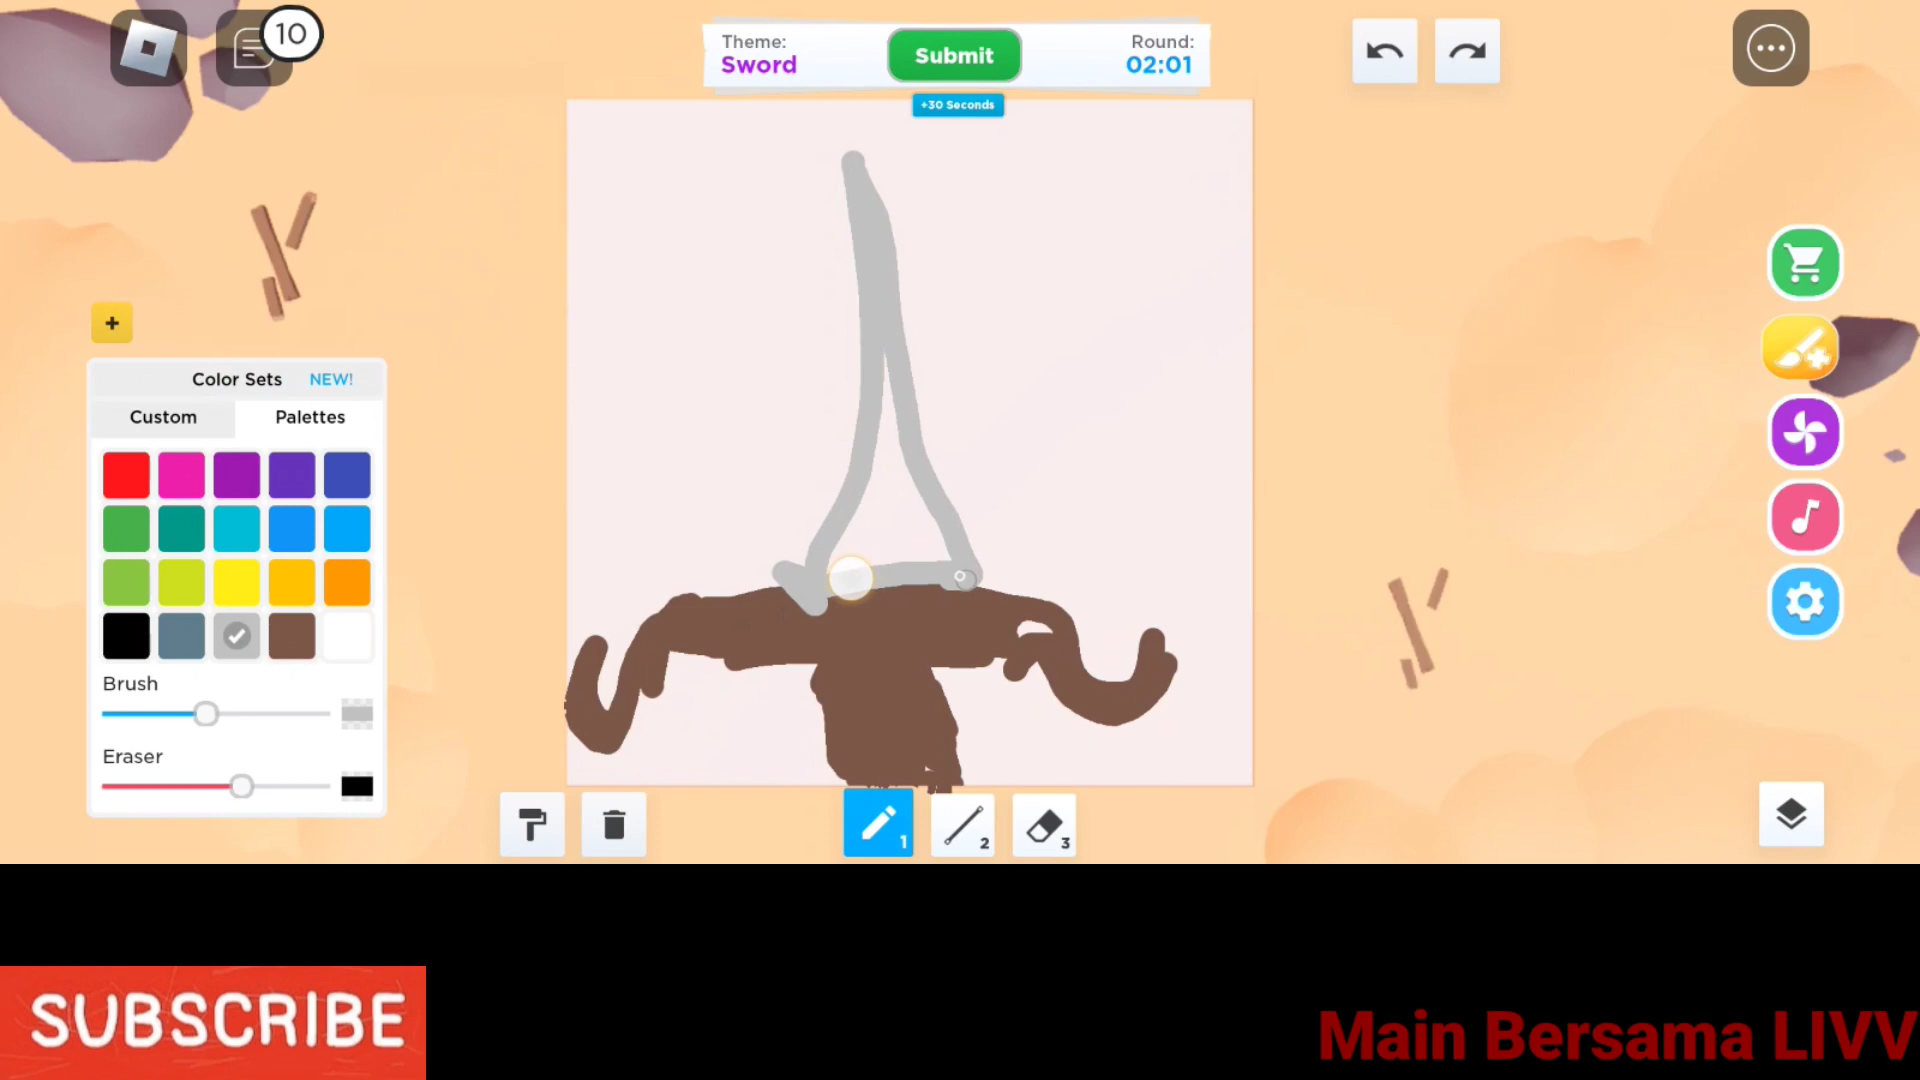 10
Theme:
Sword
Submit
Round:
02:01
+30 Seconds
+
Color Sets NEW!
Custom Palettes
Brush
Eraser
1
2
3
SUBSCRIBE
Main Bersama LIVV